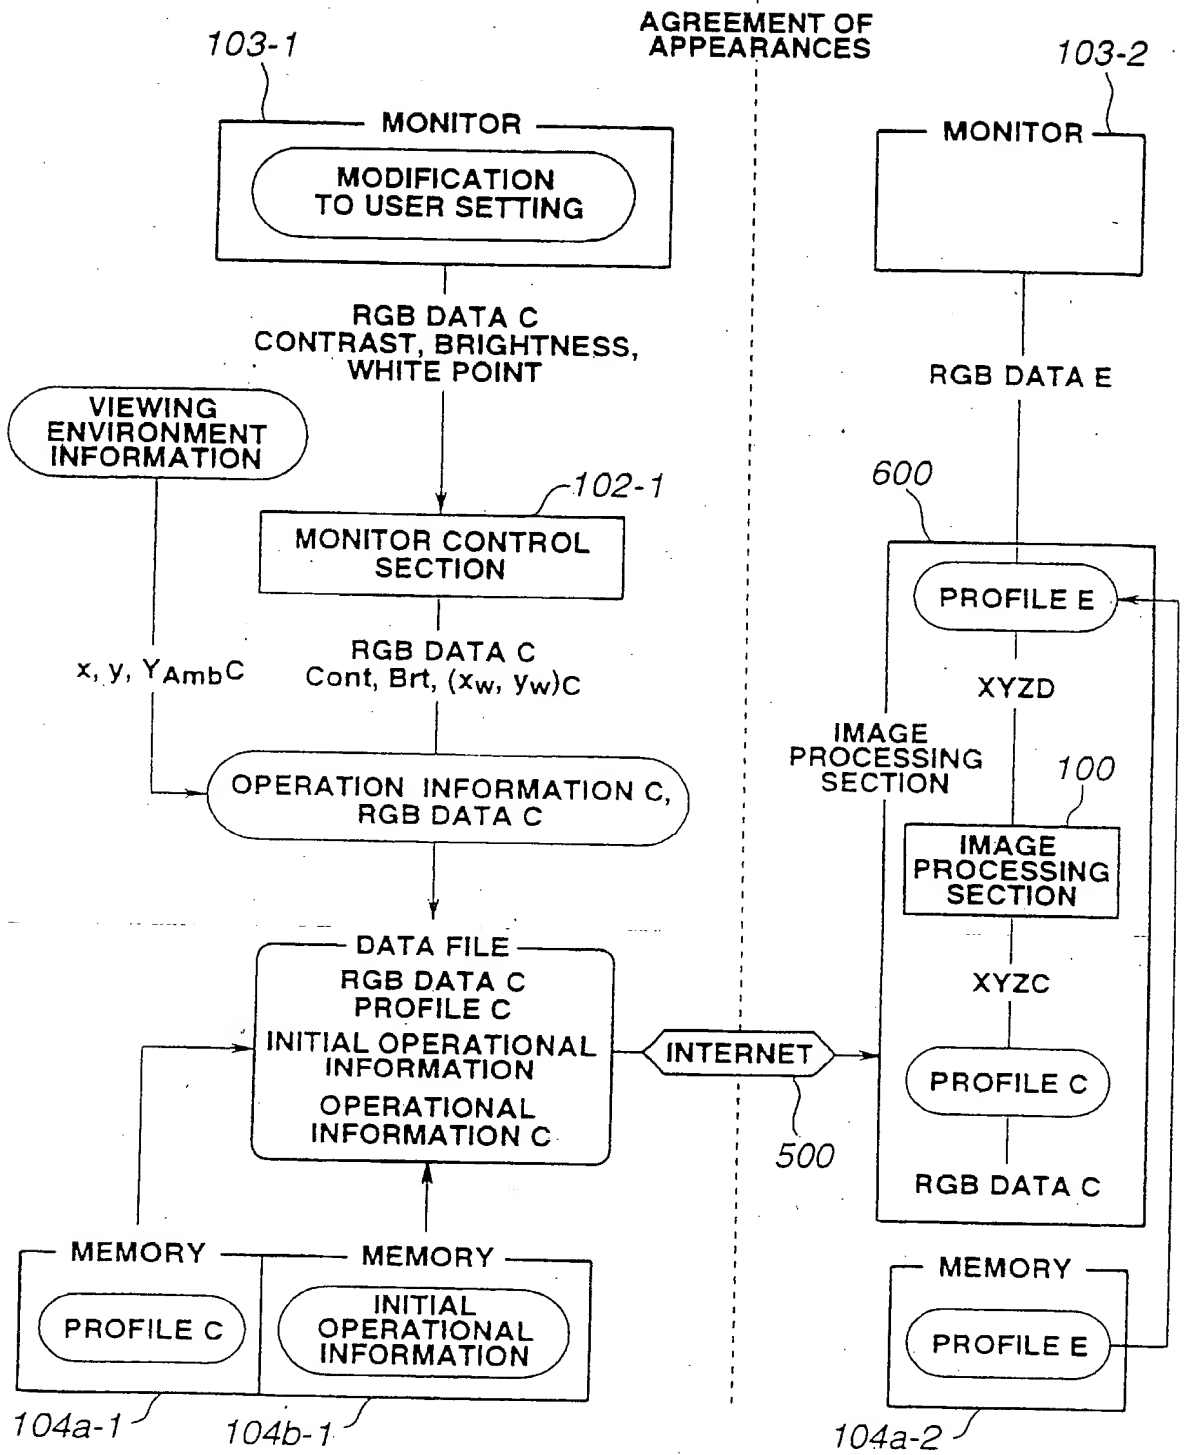 AGREEMENT OF
APPEARANCES
103-1
MONITOR
MODIFICATION
TO USER SETTING
RGB DATA C
CONTRAST, BRIGHTNESS,
WHITE POINT
VIEWING
ENVIRONMENT
INFORMATION
102-1
MONITOR CONTROL
SECTION
x, y, YAmbC
RGB DATA C
Cont, Brt, (xw, yw)C
OPERATION INFORMATION C,
RGB DATA C
DATA FILE
RGB DATA C
PROFILE C
INITIAL OPERATIONAL
INFORMATION
OPERATIONAL
INFORMATION C
INTERNET
500
MEMORY
PROFILE C
104a-1
MEMORY
INITIAL
OPERATIONAL
INFORMATION
104b-1
103-2
MONITOR
RGB DATA E
600
PROFILE E
XYZD
IMAGE
PROCESSING
SECTION
100
IMAGE
PROCESSING
SECTION
XYZC
PROFILE C
RGB DATA C
MEMORY
PROFILE E
104a-2